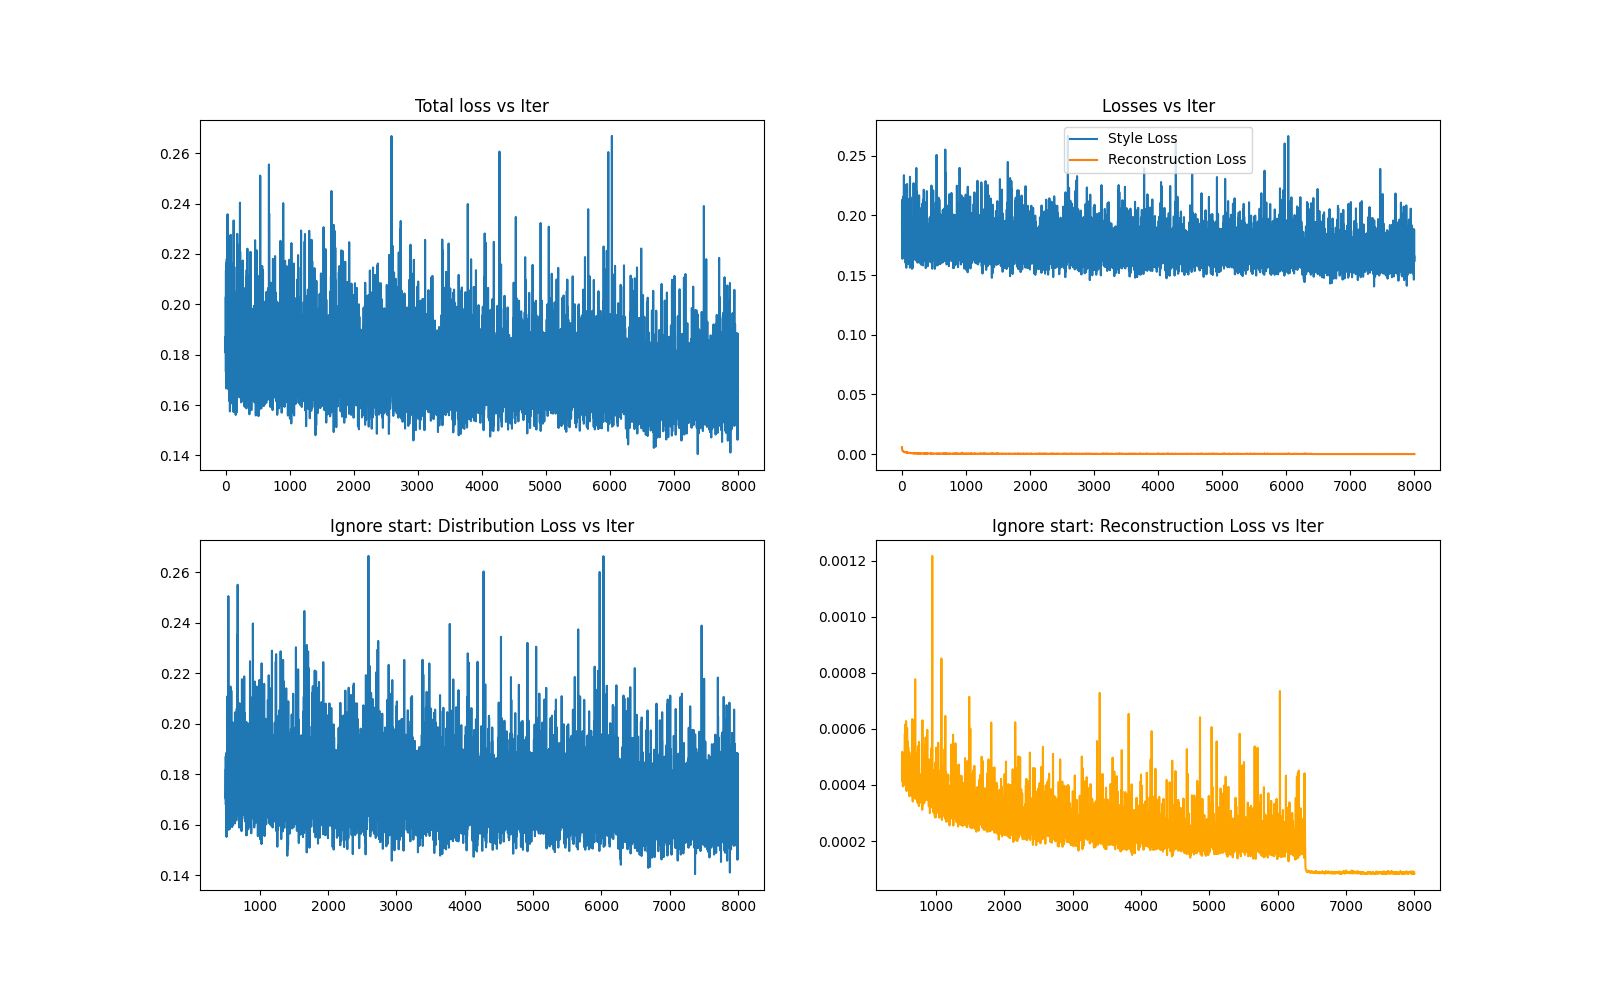 Total loss vs Iter
0.26
0.24
0.22
0.20
0.18
0.16
0.14
0 1000 2000 3000 4000 5000 6000 7000 8000
Losses vs Iter
Style Loss
Reconstruction Loss
0.25
0.20
0.15
0.10
0.05
0.00
0 1000 2000 3000 4000 5000 6000 7000 8000
Ignore start: Distribution Loss vs Iter
0.26
0.24
0.22
0.20
0.18
0.16
0.14
1000 2000 3000 4000 5000 6000 7000 8000
Ignore start: Reconstruction Loss vs Iter
0.0012
0.0010
0.0008
0.0006
0.0004
0.0002
1000 2000 3000 4000 5000 6000 7000 8000